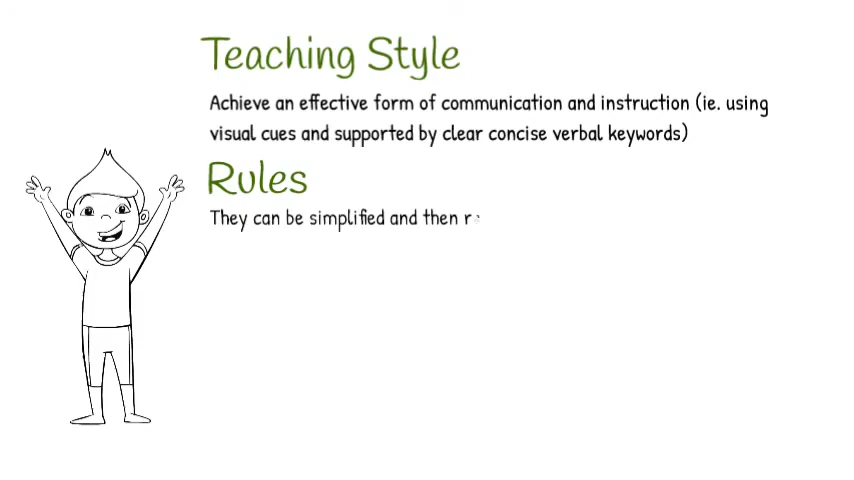 Teaching Style
Achieve an effective form of communication and instruction (ie. using
visual cues and supported by clear concise verbal keywords)
Rules
They can be simplified and then r